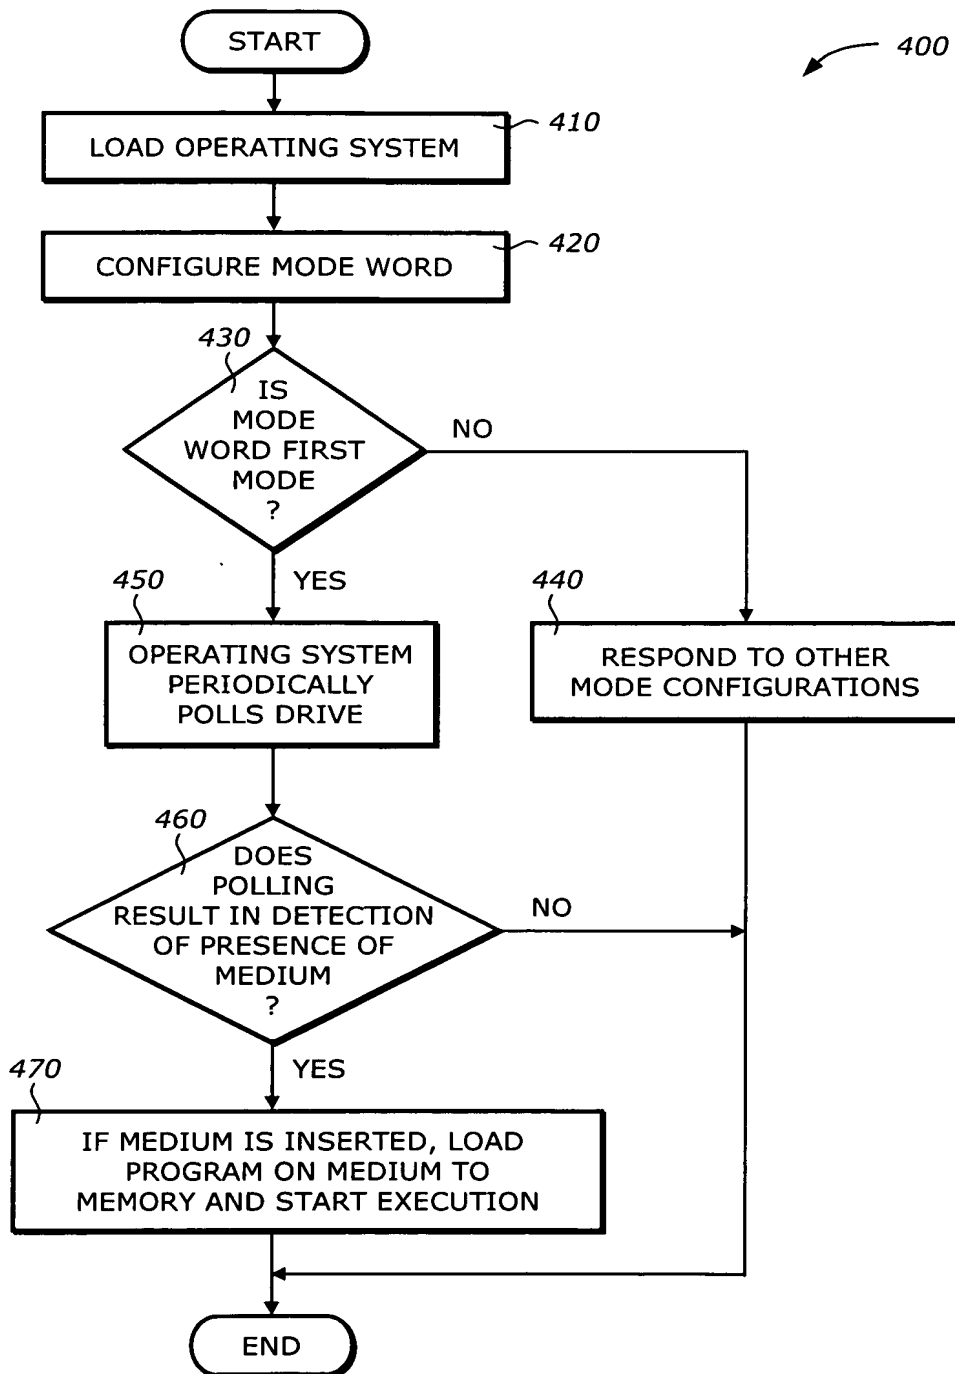 START
400
410
LOAD OPERATING SYSTEM
420
CONFIGURE MODE WORD
430
IS
MODE
WORD FIRST
MODE
?
NO
YES
450
OPERATING SYSTEM
PERIODICALLY
POLLS DRIVE
440
RESPOND TO OTHER
MODE CONFIGURATIONS
460
DOES
POLLING
RESULT IN DETECTION
OF PRESENCE OF
MEDIUM
?
NO
YES
470
IF MEDIUM IS INSERTED, LOAD
PROGRAM ON MEDIUM TO
MEMORY AND START EXECUTION
END